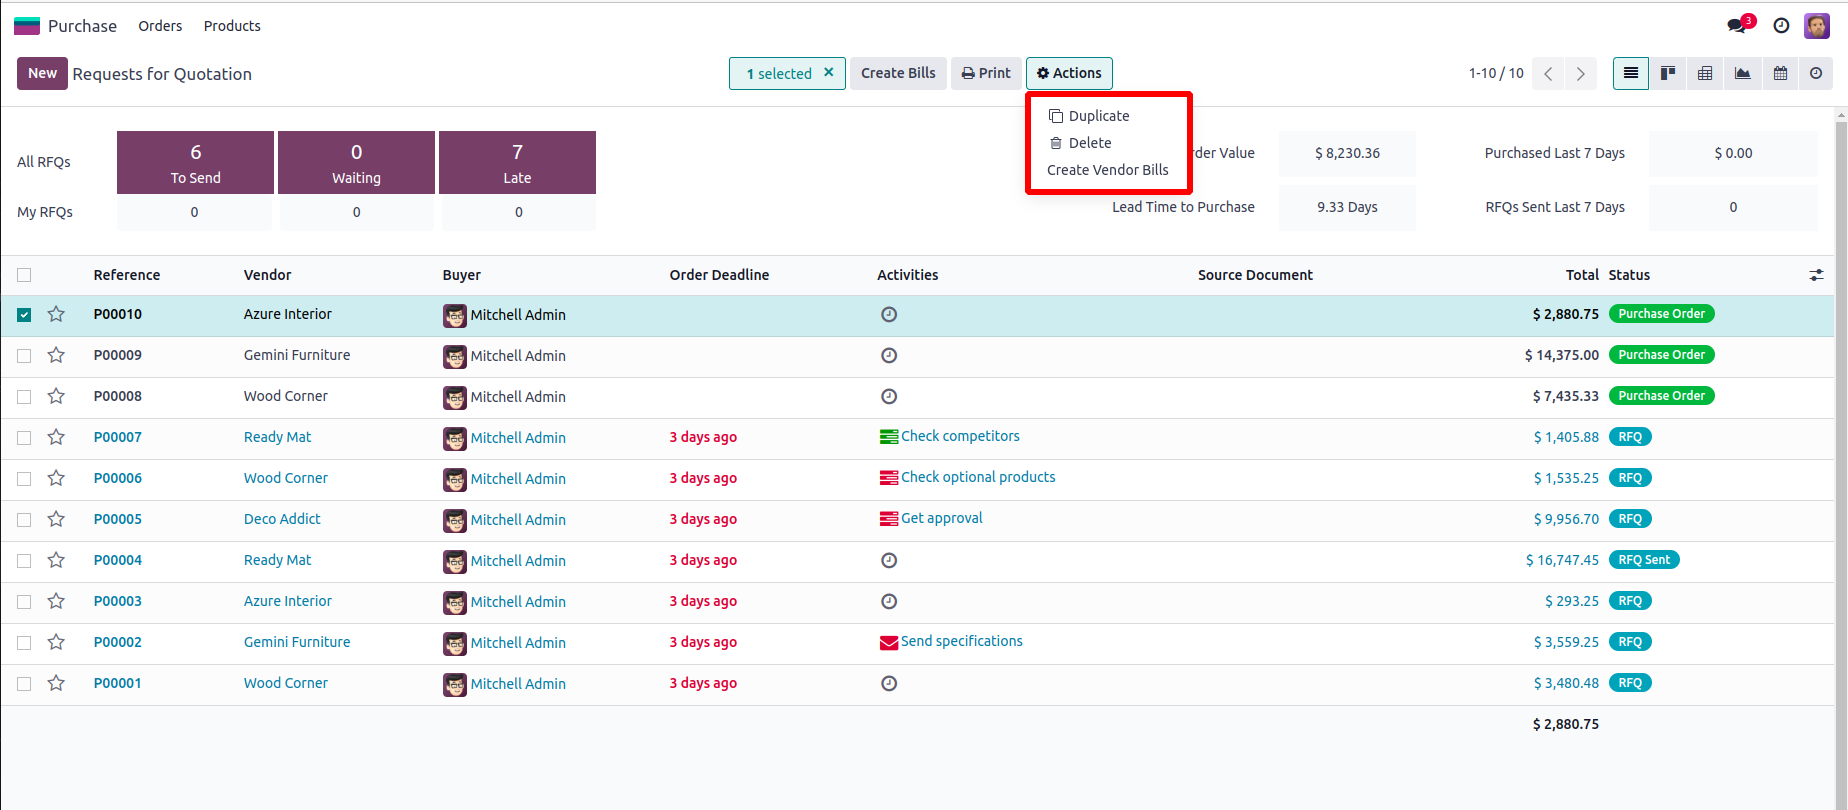 Purchase Orders Products 3
New Requests for Quotation 1 selected × Create Bills Print Actions 1-10 / 10
Duplicate
Delete
Create Vendor Bills
All RFQs 6 To Send 0 Waiting 7 Late
My RFQs 0 0 0
rder Value $ 8,230.36 Purchased Last 7 Days $ 0.00
Lead Time to Purchase 9.33 Days RFQs Sent Last 7 Days 0
Reference Vendor Buyer Order Deadline Activities Source Document Total Status
P00010 Azure Interior Mitchell Admin $ 2,880.75 Purchase Order
P00009 Gemini Furniture Mitchell Admin $ 14,375.00 Purchase Order
P00008 Wood Corner Mitchell Admin $ 7,435.33 Purchase Order
P00007 Ready Mat Mitchell Admin 3 days ago Check competitors $ 1,405.88 RFQ
P00006 Wood Corner Mitchell Admin 3 days ago Check optional products $ 1,535.25 RFQ
P00005 Deco Addict Mitchell Admin 3 days ago Get approval $ 9,956.70 RFQ
P00004 Ready Mat Mitchell Admin 3 days ago $ 16,747.45 RFQ Sent
P00003 Azure Interior Mitchell Admin 3 days ago $ 293.25 RFQ
P00002 Gemini Furniture Mitchell Admin 3 days ago Send specifications $ 3,559.25 RFQ
P00001 Wood Corner Mitchell Admin 3 days ago $ 3,480.48 RFQ
$ 2,880.75